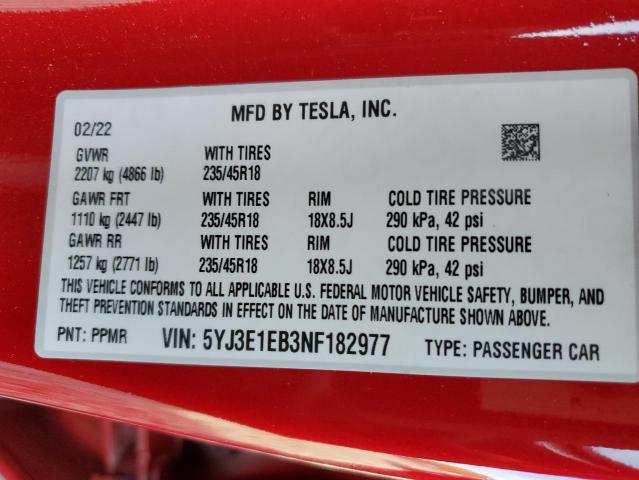 MFD BY TESLA, INC.
02/22
GVWR WITH TIRES
2207 kg (4866 lb) 235/45R18
GAWR FRT WITH TIRES RIM COLD TIRE PRESSURE
1110 kg (2447 lb) 235/45R18 18X8.5J 290 kPa, 42 psi
GAWR RR WITH TIRES RIM COLD TIRE PRESSURE
1257 kg (2771 lb) 235/45R18 18X8.5J 290 kPa, 42 psi
THIS VEHICLE CONFORMS TO ALL APPLICABLE U.S. FEDERAL MOTOR VEHICLE SAFETY, BUMPER, AND
THEFT PREVENTION STANDARDS IN EFFECT ON THE DATE OF MANUFACTURE SHOWN ABOVE.
PNT: PPMR VIN: 5YJ3E1EB3NF182977 TYPE: PASSENGER CAR